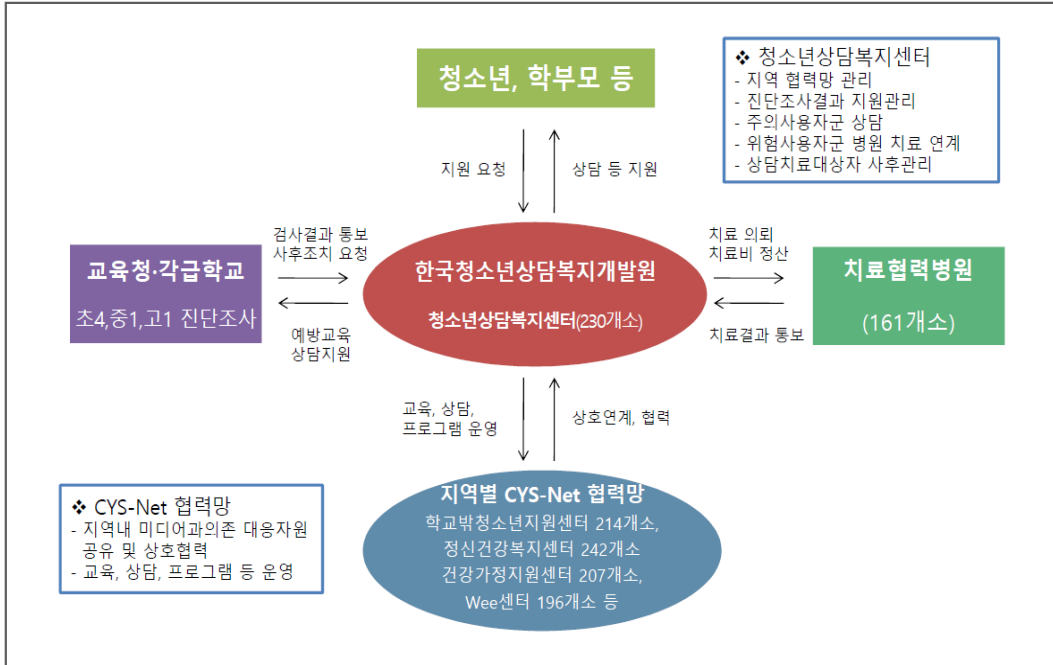 청소년, 학부모 등
❖ 청소년상담복지센터
- 지역 협력망 관리
- 진단조사결과 지원관리
- 주의사용자군 상담
- 위험사용자군 병원 치료 연계
- 상담치료대상자 사후관리
지원 요청
상담 등 지원
교육청·각급학교
초4,중1,고1 진단조사
검사결과 통보
사후조치 요청
예방교육
상담지원
한국청소년상담복지개발원
청소년상담복지센터(230개소)
치료 의뢰
치료비 정산
치료결과 통보
치료협력병원
(161개소)
교육, 상담,
프로그램 운영
상호연계, 협력
❖ CYS-Net 협력망
- 지역내 미디어과의존 대응자원
공유 및 상호협력
- 교육, 상담, 프로그램 등 운영
지역별 CYS-Net 협력망
학교밖청소년지원센터 214개소,
정신건강복지센터 242개소
건강가정지원센터 207개소,
Wee센터 196개소 등